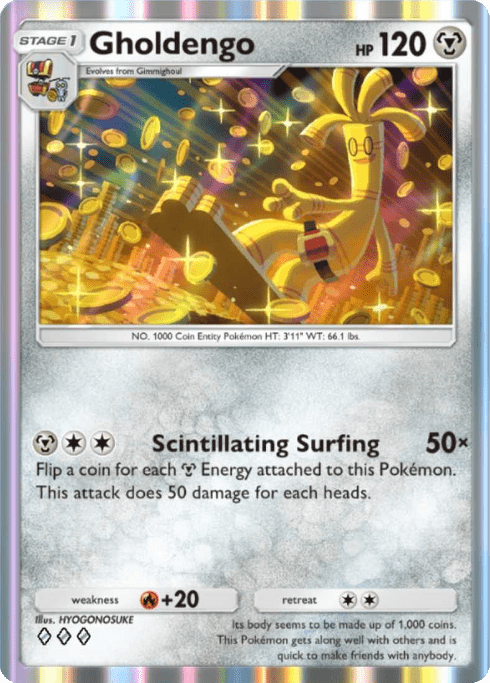 STAGE 1 Gholdengo HP 120
Evolves from Gimmighoul
NO. 1000 Coin Entity Pokémon HT: 3'11" WT: 66.1 lbs.
Scintillating Surfing 50×
Flip a coin for each Energy attached to this Pokémon.
This attack does 50 damage for each heads.
weakness +20 retreat
Illus. HYOGONOSUKE
Its body seems to be made up of 1,000 coins.
This Pokémon gets along well with others and is
quick to make friends with anybody.